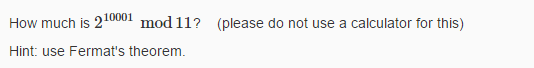 How much is 2^10001 mod 11? (please do not use a calculator for this)
Hint: use Fermat's theorem.